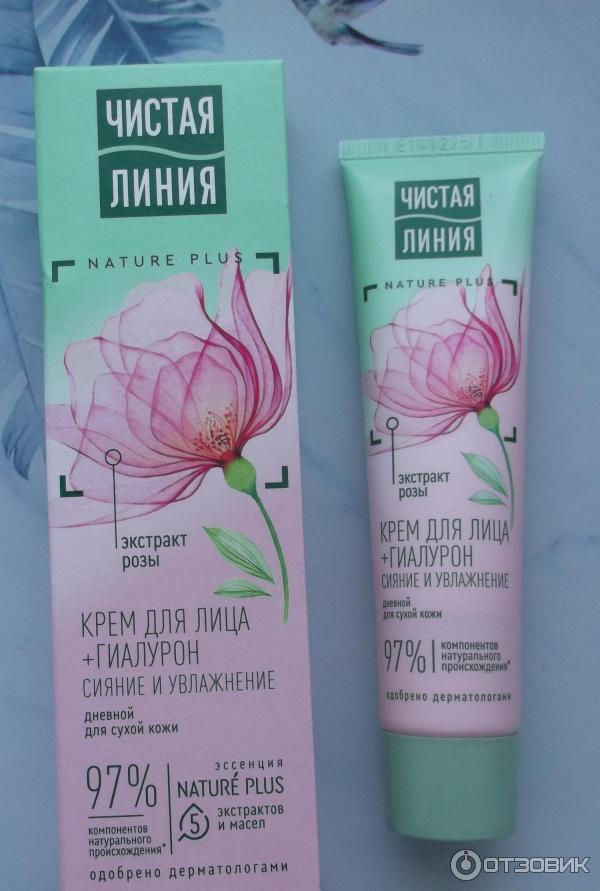 ЧИСТАЯ
ЛИНИЯ
NATURE PLUS
экстракт
розы
КРЕМ ДЛЯ ЛИЦА
+ГИАЛУРОН
СИЯНИЕ И УВЛАЖНЕНИЕ
дневной
для сухой кожи
97%
компонентов
натурального
происхождения*
эссенция
NATURÉ PLUS
5 экстрактов
и масел
одобрено дерматологами
E141225
ЧИСТАЯ
ЛИНИЯ
NATURE PLUS
экстракт
розы
КРЕМ ДЛЯ ЛИЦА
+ГИАЛУРОН
СИЯНИЕ И УВЛАЖНЕНИЕ
дневной
для сухой кожи
97%
компонентов
натурального
происхождения*
одобрено дерматологами
ОТЗОВИК